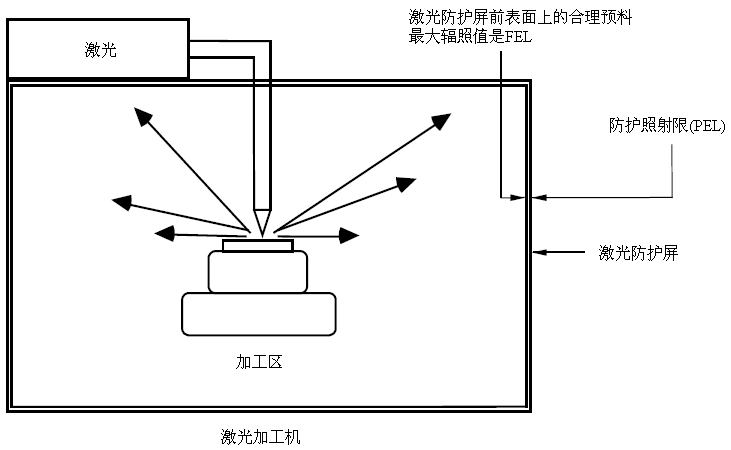 激光防护屏前表面上的合理预料
最大辐照值是FEL
激光
防护照射限(PEL)
激光防护屏
加工区
激光加工机